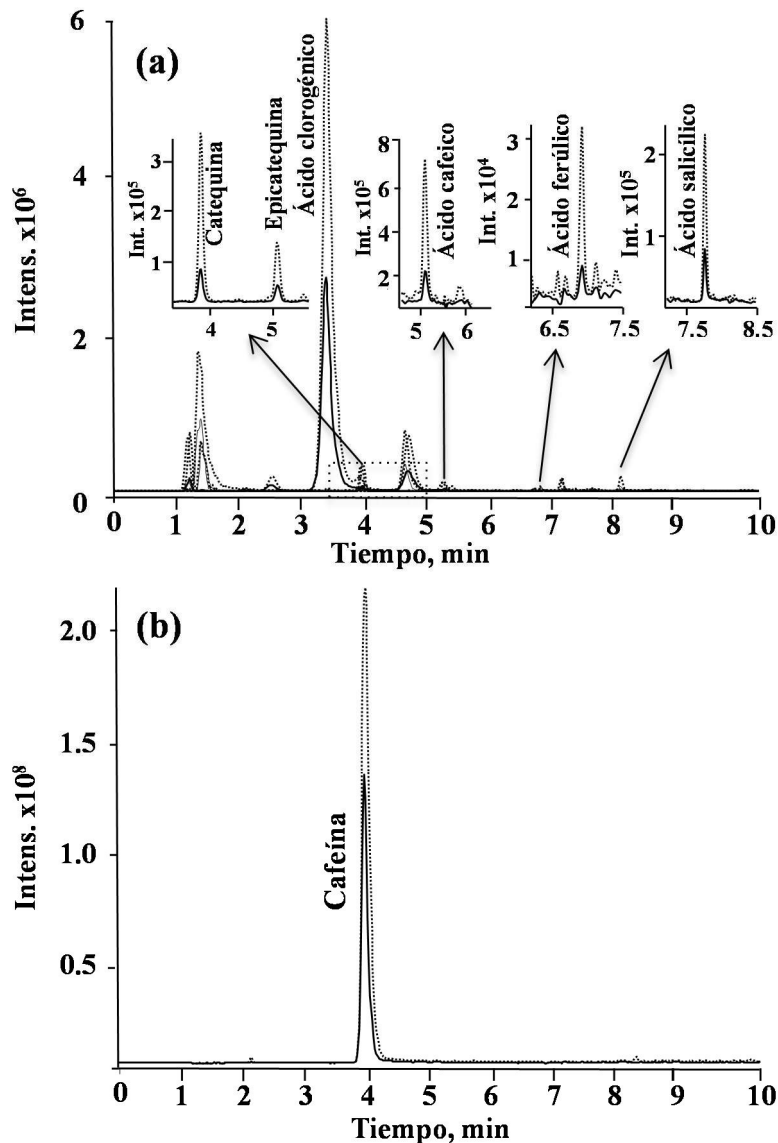 (a)
Intens. x10⁶
6
4
2
0
Int. x10⁵
3
2
1
4
5
Catequina
Epicatequina
Ácido clorogénico
Int. x10⁵
8
6
4
2
5
6
Ácido cafeico
Int. x10⁴
3
2
1
6.5
7.5
Ácido ferúlico
Int. x10⁵
2
1
7.5
8.5
Ácido salicílico
0 1 2 3 4 5 6 7 8 9 10
Tiempo, min
(b)
Intens. x10⁸
2.0
1.5
1.0
0.5
Cafeína
0 1 2 3 4 5 6 7 8 9 10
Tiempo, min